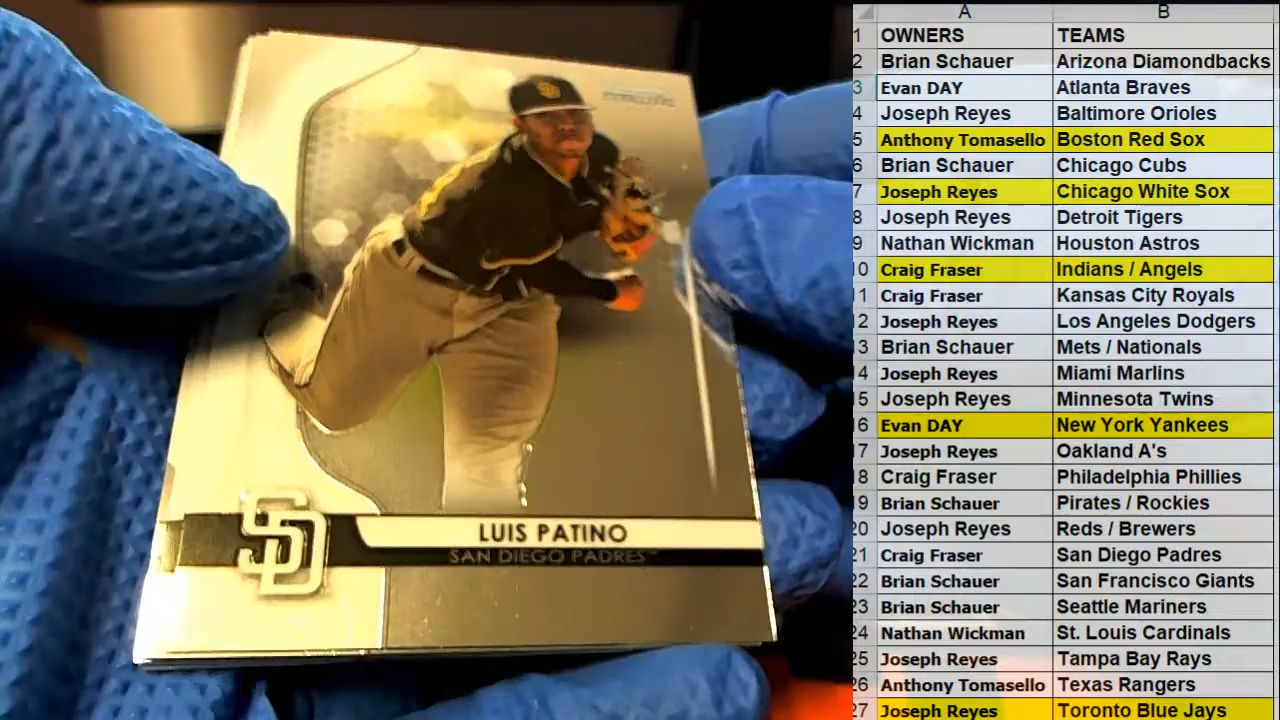 SD
LUIS PATINO
SAN DIEGO PADRES™
SD
A B
1 OWNERS TEAMS
2 Brian Schauer Arizona Diamondbacks
3 Evan DAY Atlanta Braves
4 Joseph Reyes Baltimore Orioles
5 Anthony Tomasello Boston Red Sox
6 Brian Schauer Chicago Cubs
7 Joseph Reyes Chicago White Sox
8 Joseph Reyes Detroit Tigers
9 Nathan Wickman Houston Astros
10 Craig Fraser Indians / Angels
11 Craig Fraser Kansas City Royals
12 Joseph Reyes Los Angeles Dodgers
13 Brian Schauer Mets / Nationals
14 Joseph Reyes Miami Marlins
15 Joseph Reyes Minnesota Twins
16 Evan DAY New York Yankees
17 Joseph Reyes Oakland A's
18 Craig Fraser Philadelphia Phillies
19 Brian Schauer Pirates / Rockies
20 Joseph Reyes Reds / Brewers
21 Craig Fraser San Diego Padres
22 Brian Schauer San Francisco Giants
23 Brian Schauer Seattle Mariners
24 Nathan Wickman St. Louis Cardinals
25 Joseph Reyes Tampa Bay Rays
26 Anthony Tomasello Texas Rangers
27 Joseph Reyes Toronto Blue Jays